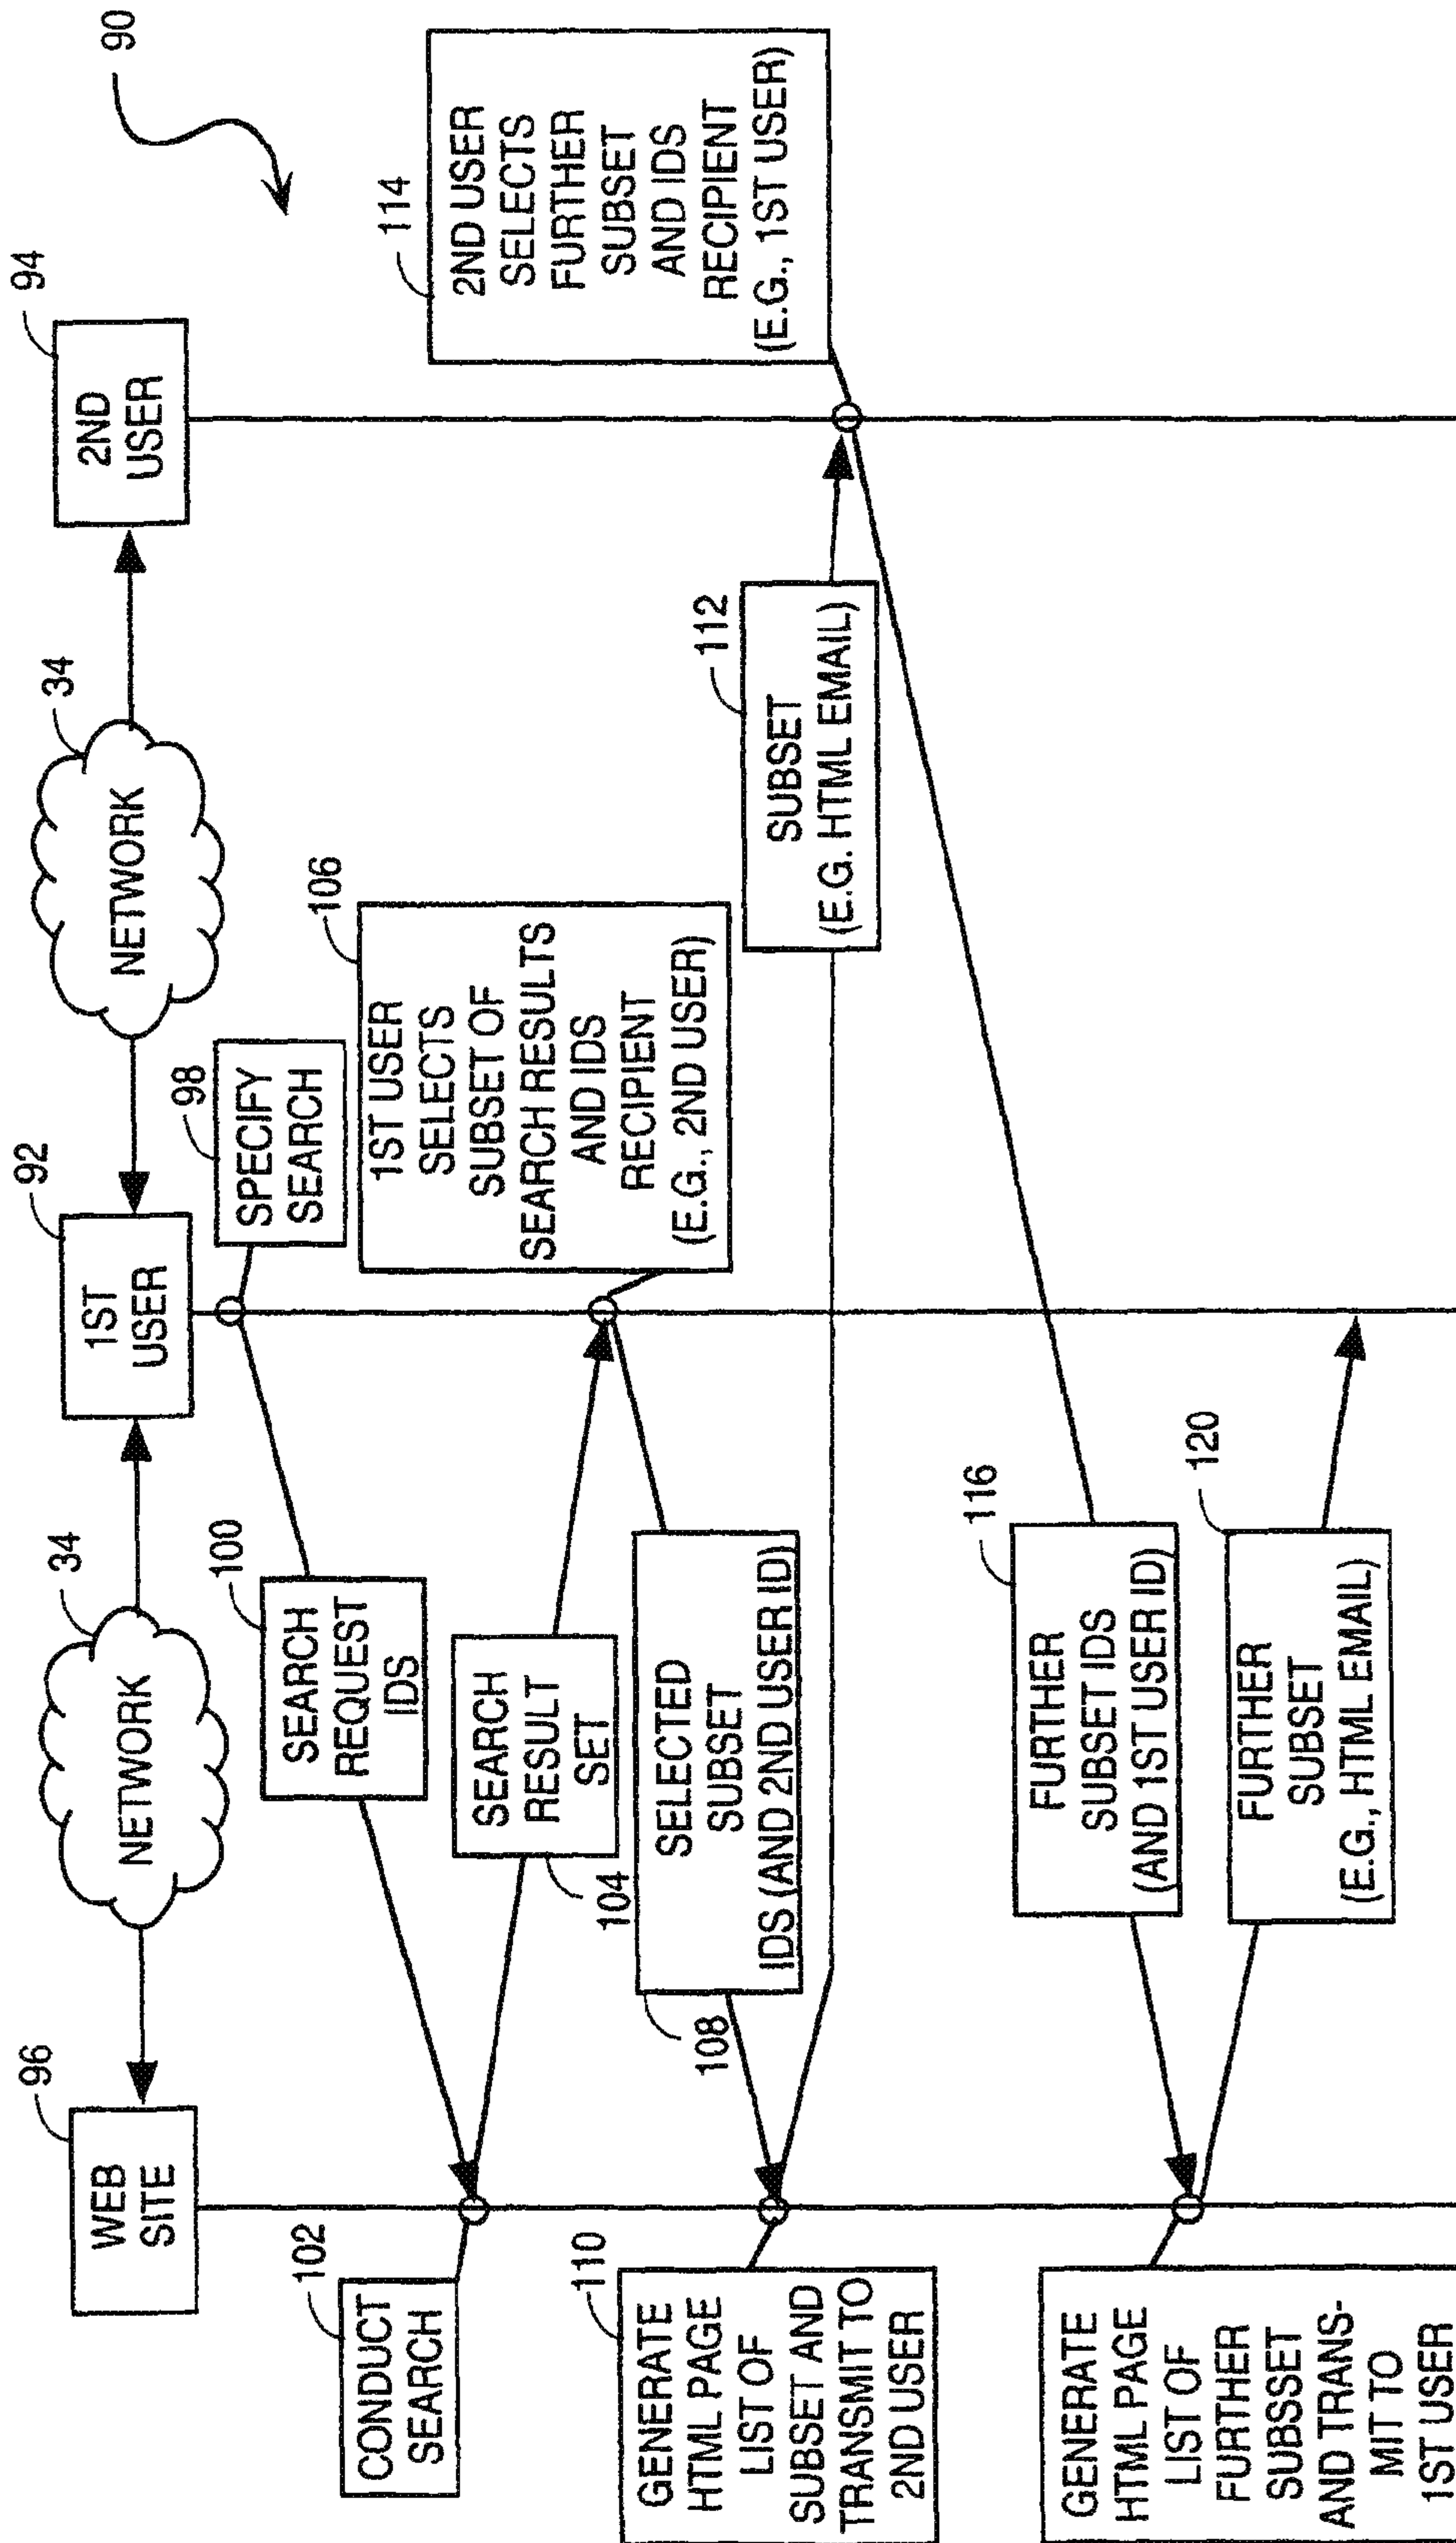 90
96
WEB
SITE
34
NETWORK
92
1ST
USER
34
NETWORK
94
2ND
USER
98
SPECIFY
SEARCH
100
SEARCH
REQUEST
IDS
102
CONDUCT
SEARCH
104
SEARCH
RESULT
SET
106
1ST USER
SELECTS
SUBSET OF
SEARCH RESULTS
AND IDS
RECIPIENT
(E.G., 2ND USER)
108
SELECTED
SUBSET
IDS (AND 2ND USER ID)
110
GENERATE
HTML PAGE
LIST OF
SUBSET AND
TRANSMIT TO
2ND USER
112
SUBSET
(E.G. HTML EMAIL)
114
2ND USER
SELECTS
FURTHER
SUBSET
AND IDS
RECIPIENT
(E.G., 1ST USER)
116
FURTHER
SUBSET IDS
(AND 1ST USER ID)
GENERATE
HTML PAGE
LIST OF
FURTHER
SUBSSET
AND TRANS-
MIT TO
1ST USER
120
FURTHER
SUBSET
(E.G., HTML EMAIL)